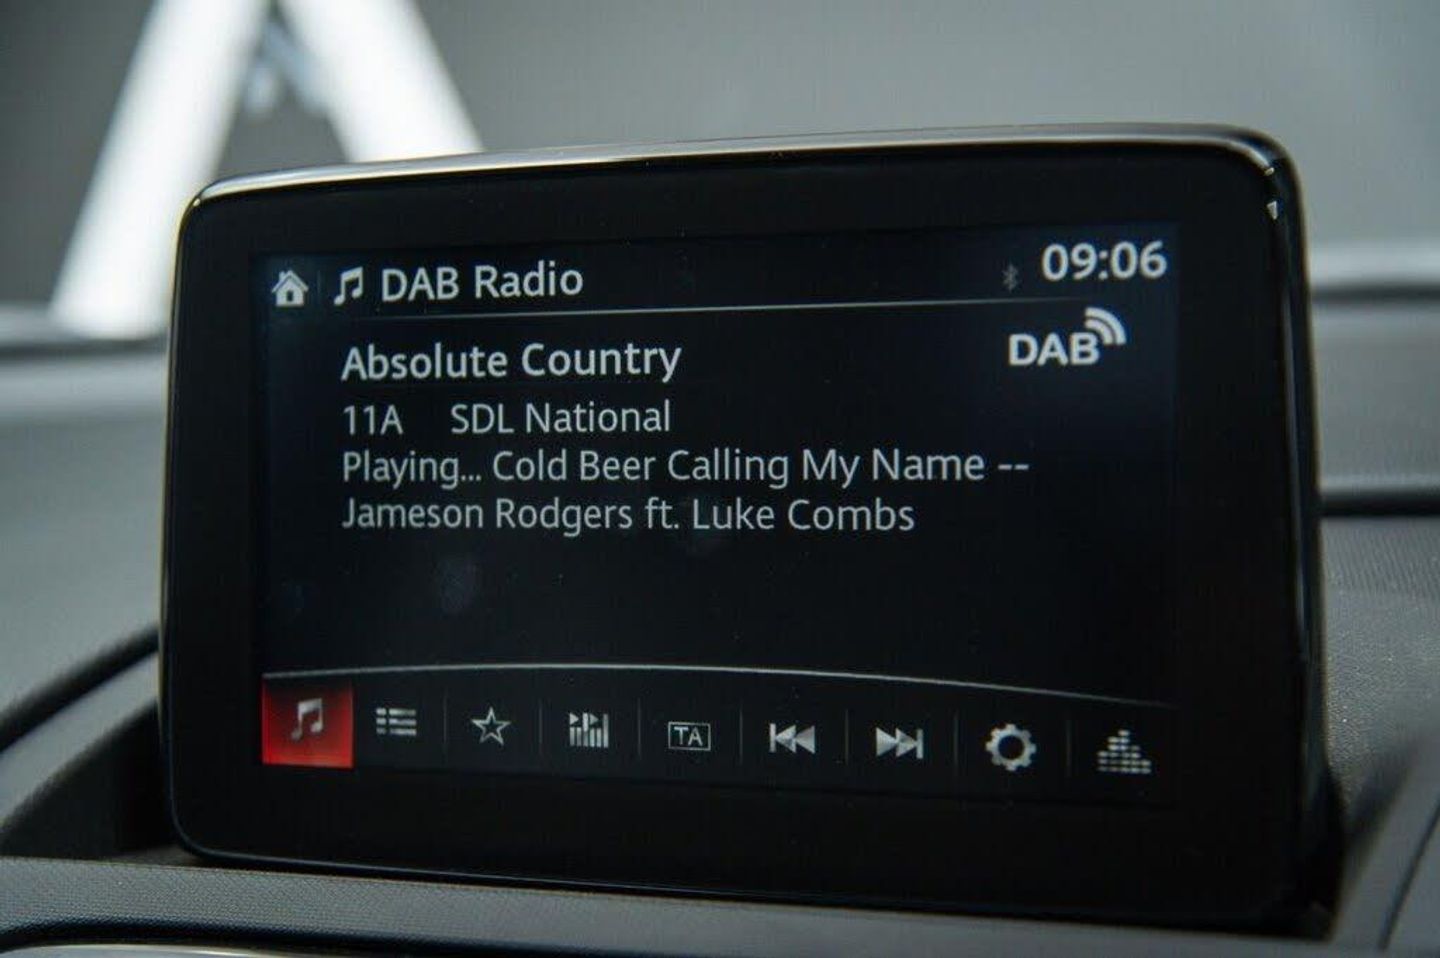 DAB Radio
09:06
Absolute Country
DAB
11A SDL National
Playing... Cold Beer Calling My Name --
Jameson Rodgers ft. Luke Combs
TA